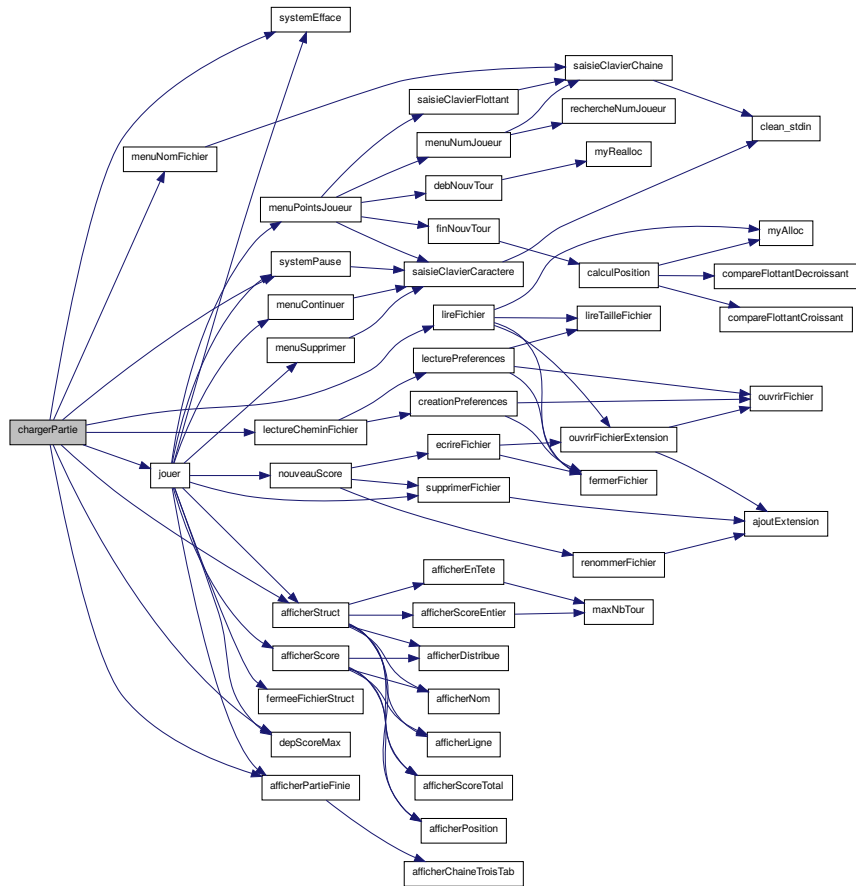 systemEfface
saisieClavierChaine
saisieClavierFlottant
rechercheNumJoueur
clean_stdin
menuNumJoueur
menuNomFichier
myRealloc
debNouvTour
menuPointsJoueur
finNouvTour
myAlloc
systemPause
saisieClavierCaractere
calculPosition
compareFlottantDecroissant
menuContinuer
lireFichier
lireTailleFichier
compareFlottantCroissant
menuSupprimer
lecturePreferences
creationPreferences
ouvrirFichier
chargerPartie
lectureCheminFichier
ecrireFichier
ouvrirFichierExtension
jouer
nouveauScore
supprimerFichier
fermerFichier
ajoutExtension
renommerFichier
afficherEnTete
afficherStruct
afficherScoreEntier
maxNbTour
afficherScore
afficherDistribue
fermeeFichierStruct
afficherNom
depScoreMax
afficherLigne
afficherPartieFinie
afficherScoreTotal
afficherPosition
afficherChaineTroisTab